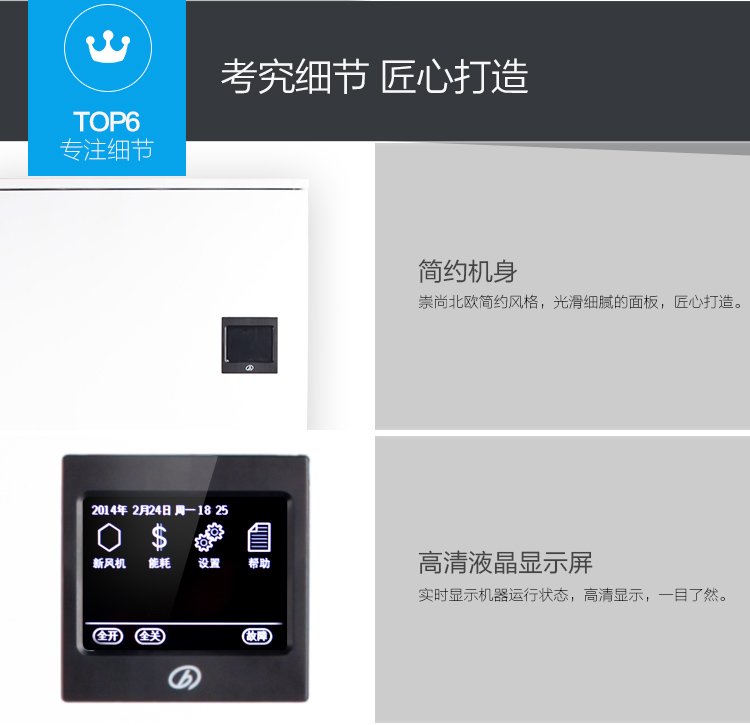 考究细节 匠心打造
TOP6
专注细节
简约机身
崇尚北欧简约风格，光滑细腻的面板，匠心打造。
2014年 2月24日 周一 18 25
新风机 能耗 设置 帮助
全开 全关 故障
高清液晶显示屏
实时显示机器运行状态，高清显示，一目了然。